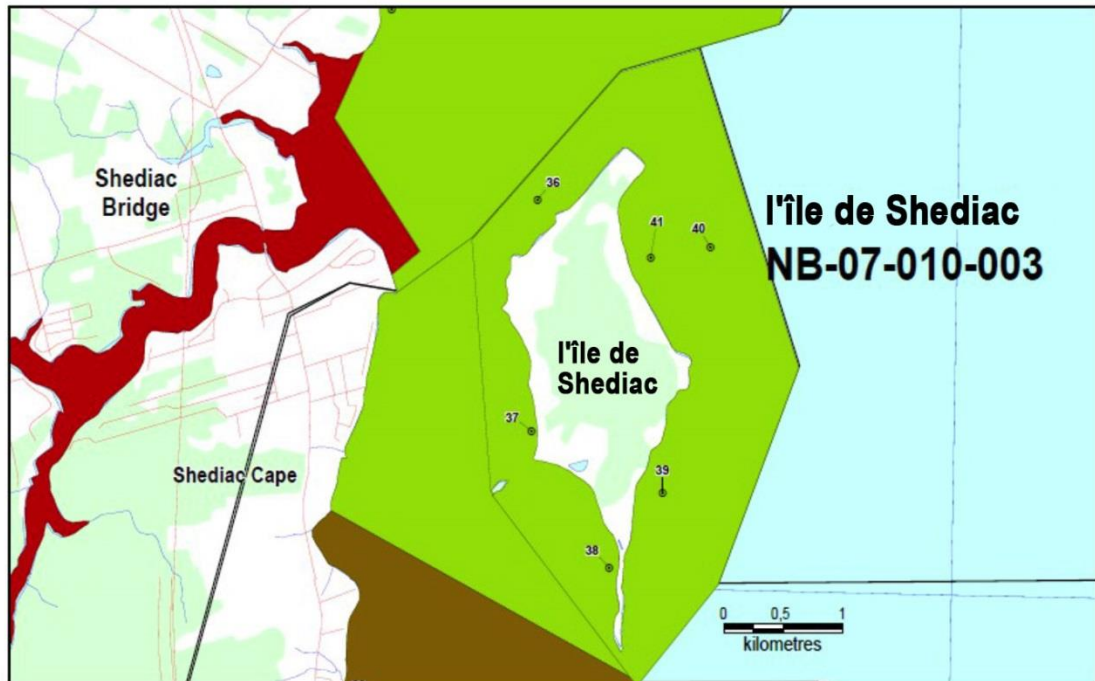 Shediac
Bridge
36
41
40
l'île de Shediac
NB-07-010-003
l'île de
Shediac
37
Shediac Cape
39
38
0 0,5 1
kilometres